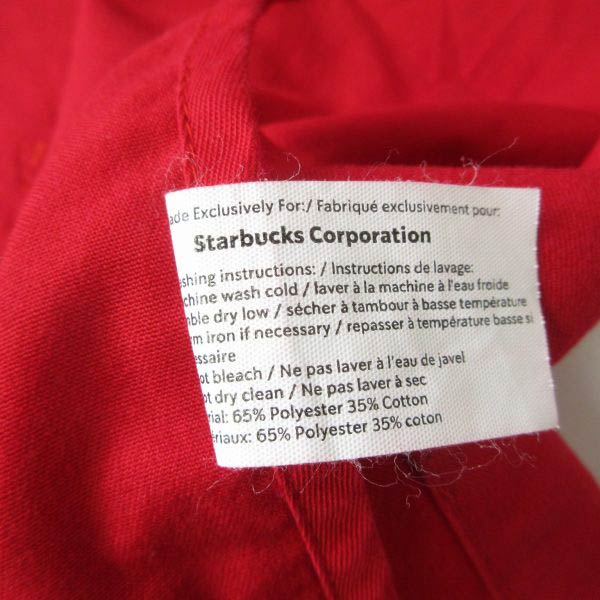 ade Exclusively For:/ Fabriqué exclusivement pour:
Starbucks Corporation
shing instructions: / Instructions de lavage:
chine wash cold / laver à la machine à l'eau froide
ble dry low / sécher à tambour à basse température
m iron if necessary / repasser à température basse si
essaire
ot bleach / Ne pas laver à l'eau de javel
ot dry clean / Ne pas laver à sec
rial: 65% Polyester 35% Cotton
ériaux: 65% Polyester 35% coton